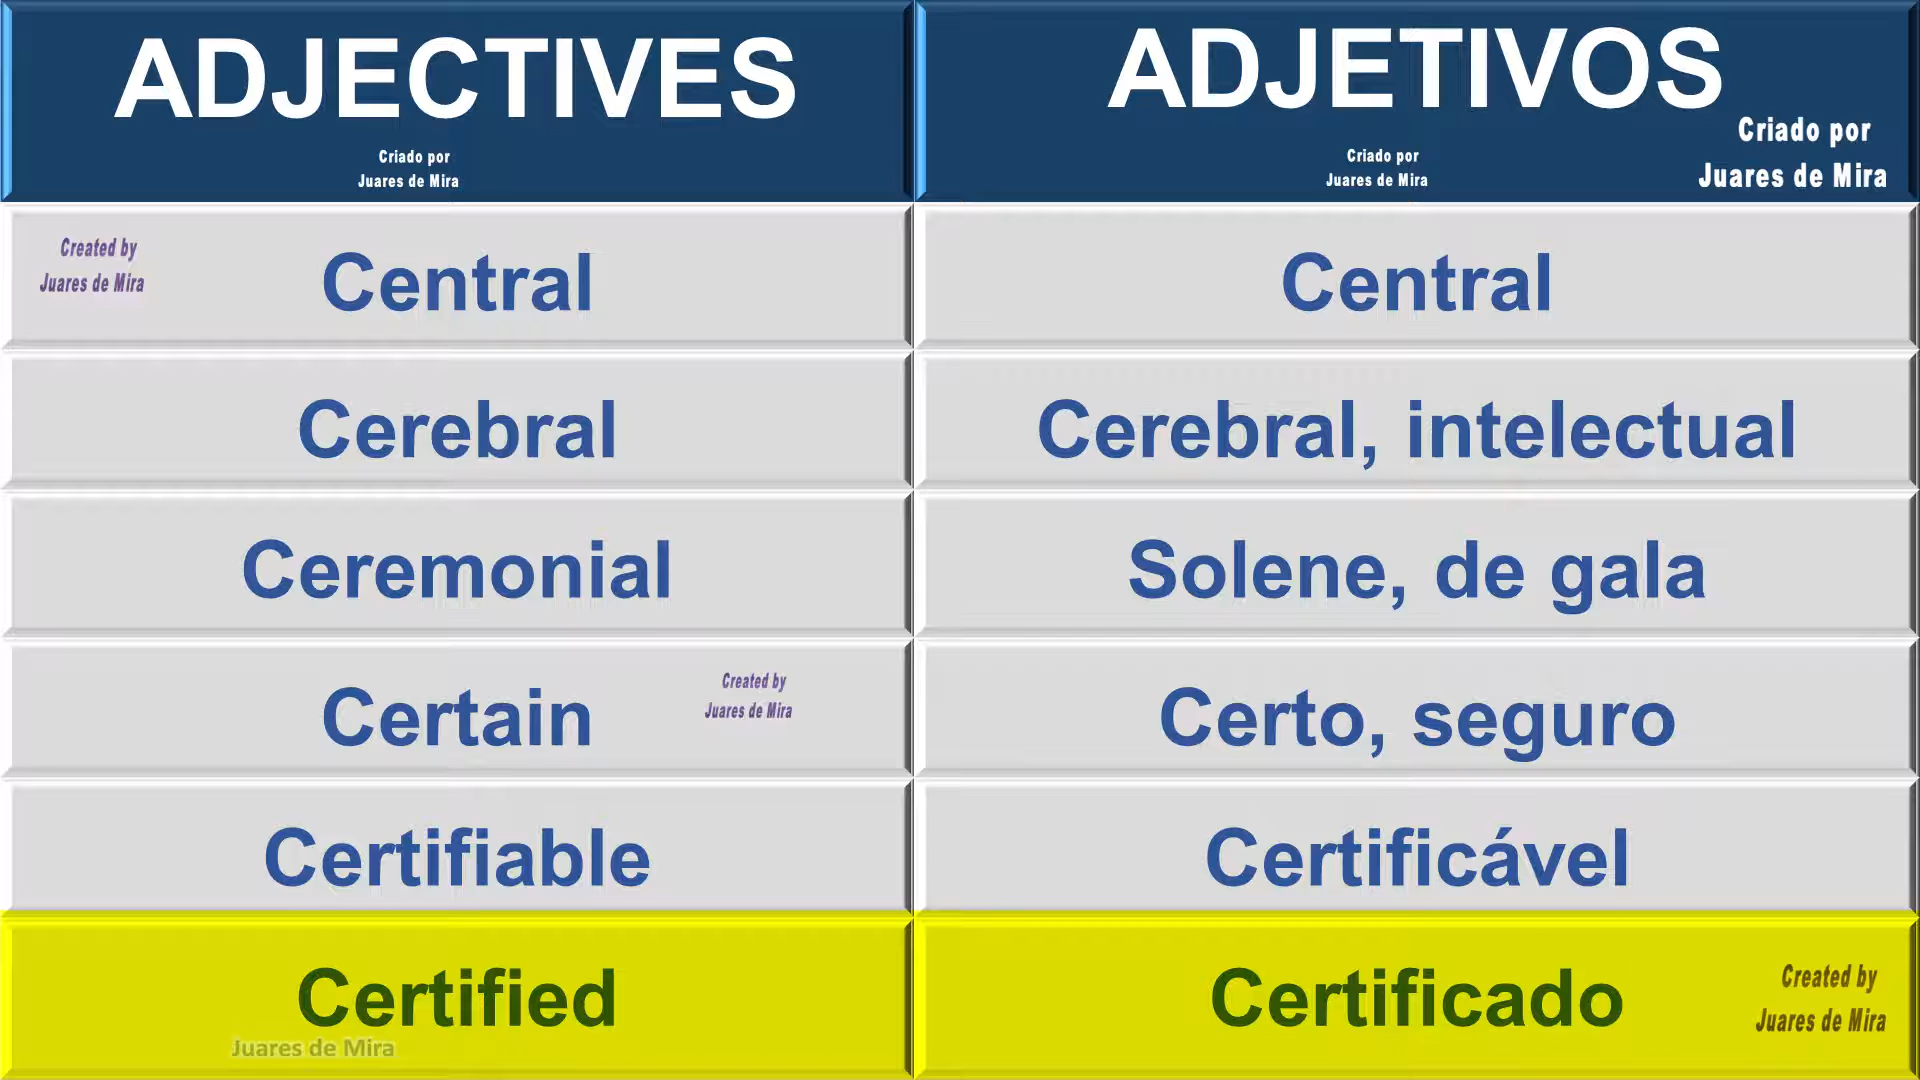 ADJECTIVES
Criado por
Juares de Mira
ADJETIVOS
Criado por
Juares de Mira
Criado por
Juares de Mira
Created by
Juares de Mira
Central
Central
Cerebral
Cerebral, intelectual
Ceremonial
Solene, de gala
Certain
Created by
Juares de Mira
Certo, seguro
Certifiable
Certificável
Certified
Juares de Mira
Certificado
Created by
Juares de Mira